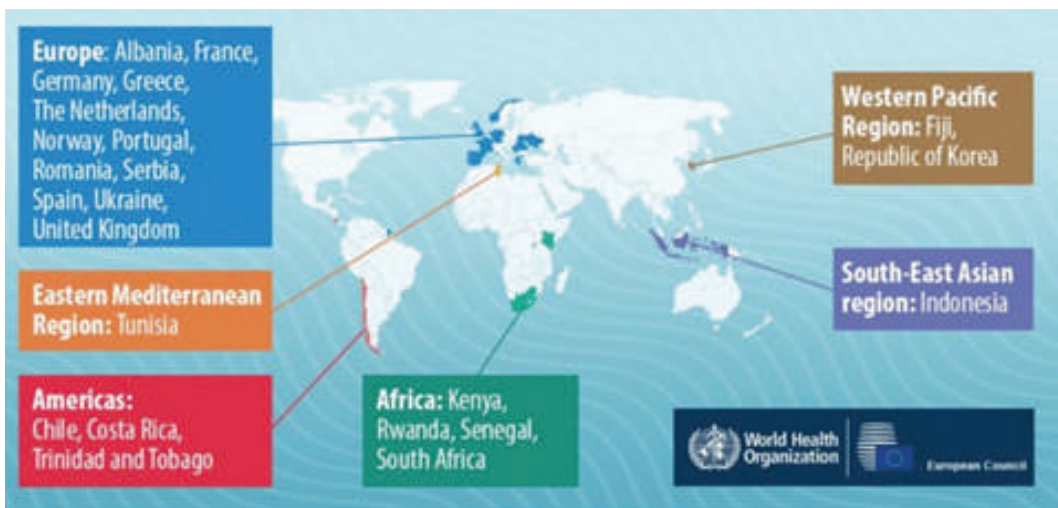 Europe: Albania, France,
Germany, Greece,
The Netherlands,
Norway, Portugal,
Romania, Serbia,
Spain, Ukraine,
United Kingdom
Eastern Mediterranean
Region: Tunisia
Americas:
Chile, Costa Rica,
Trinidad and Tobago
Africa: Kenya,
Rwanda, Senegal,
South Africa
Western Pacific
Region: Fiji,
Republic of Korea
South-East Asian
region: Indonesia
World Health
Organization
European Council